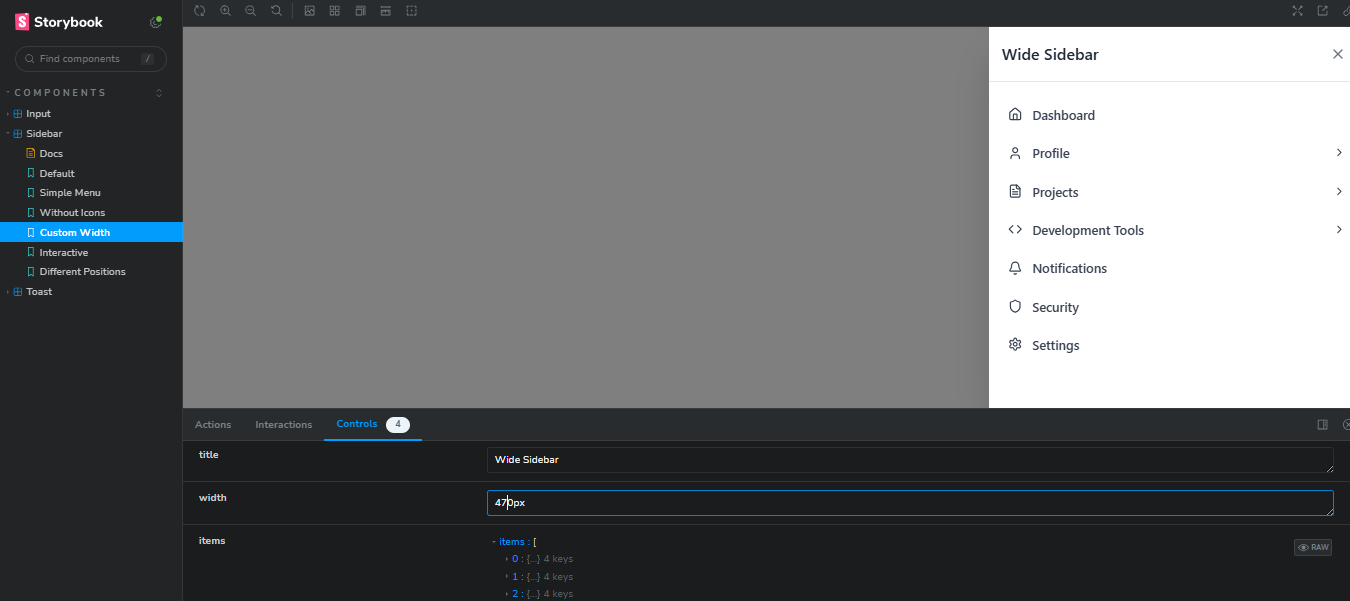 Storybook
Find components /
COMPONENTS
Input
Sidebar
Docs
Default
Simple Menu
Without Icons
Custom Width
Interactive
Different Positions
Toast
Wide Sidebar
Dashboard
Profile
Projects
Development Tools
Notifications
Security
Settings
Actions Interactions Controls 4
title Wide Sidebar
width 470px
items items : [
0 : {...} 4 keys
1 : {...} 4 keys
2 : {...} 4 keys
RAW